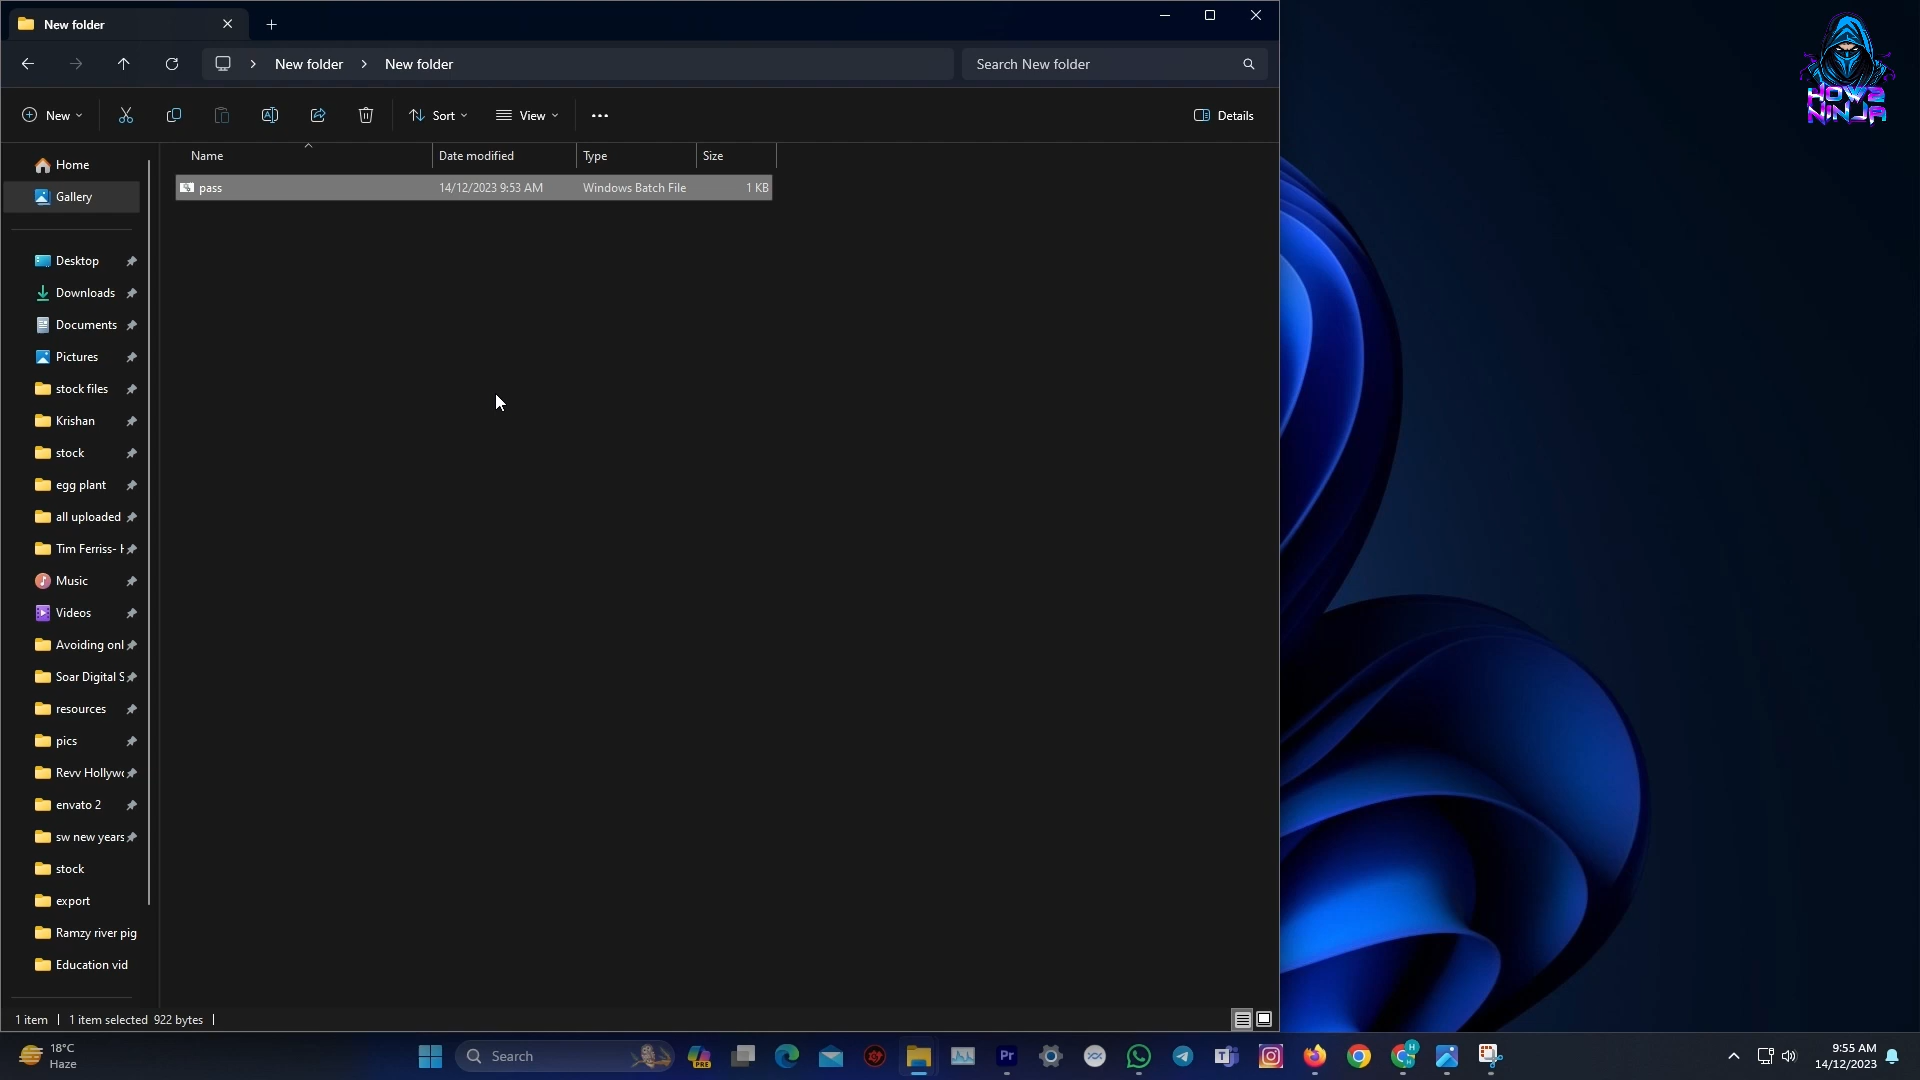 New folder
New folder
New folder
Search New folder
New
Sort
View
Details
Name
Date modified
Type
Size
pass
14/12/2023 9:53 AM
Windows Batch File
1 KB
Home
Gallery
Desktop
Downloads
Documents
Pictures
stock files
Krishan
stock
egg plant
all uploaded
Tim Ferriss- H
Music
Videos
Avoiding onl
Soar Digital S
resources
pics
Revv Hollywo
envato 2
sw new years
stock
export
Ramzy river pig
Education vid
1 item
1 item selected 922 bytes
HOW2
NINJA
18°C
Haze
Search
PRE
Pr
9:55 AM
14/12/2023